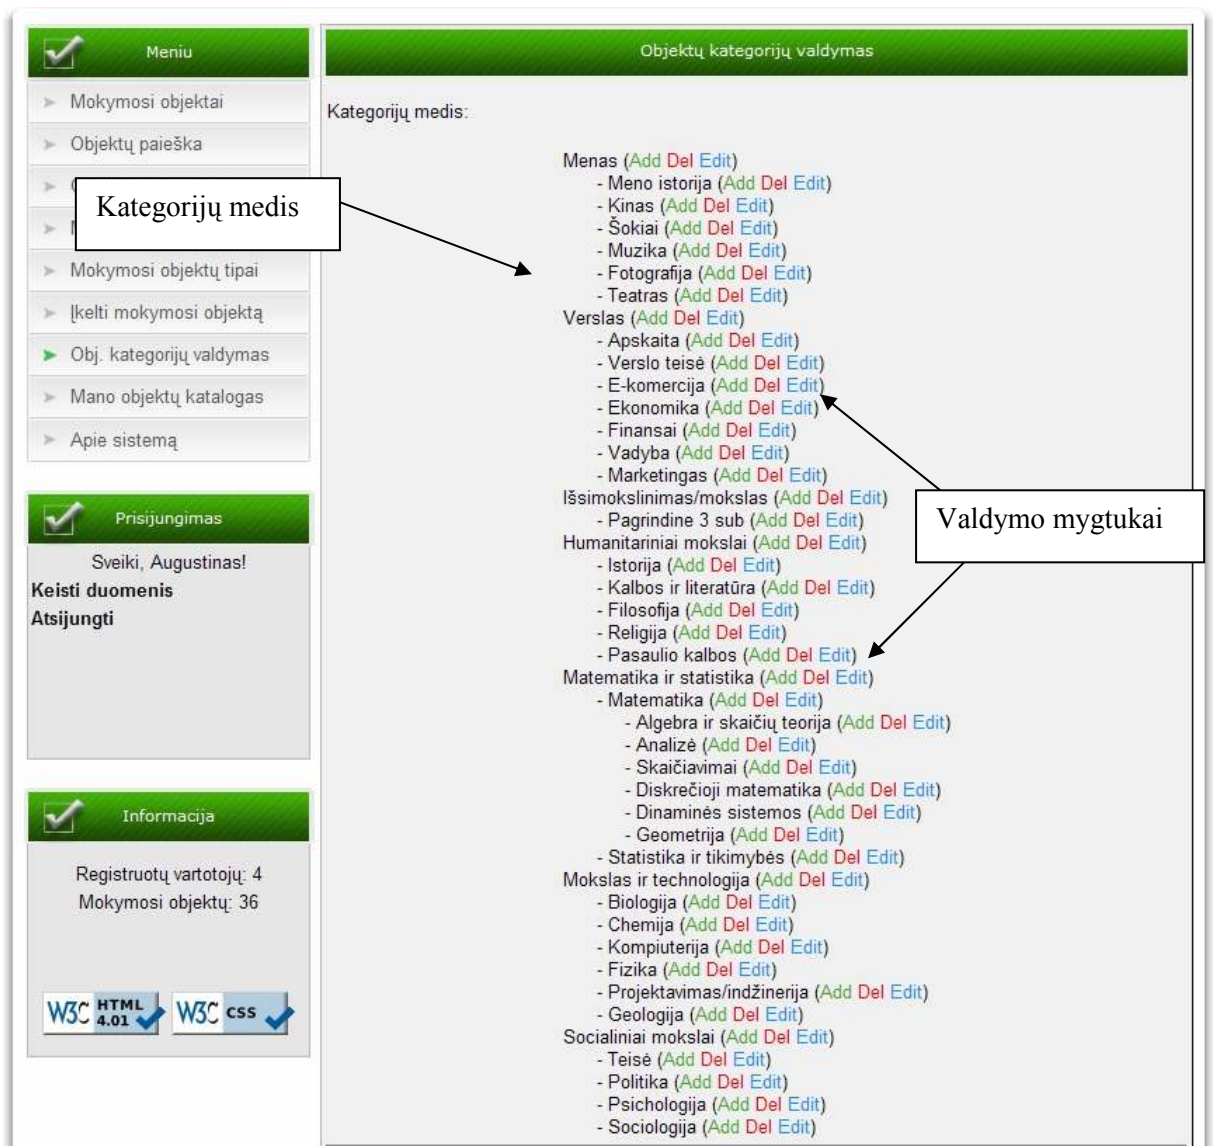 Meniu
Mokymosi objektai
Objektų paieška
Mokymosi objektų tipai
Įkelti mokymosi objektą
Obj. kategorijų valdymas
Mano objektų katalogas
Apie sistemą
Prisijungimas
Sveiki, Augustinas!
Keisti duomenis
Atsijungti
Informacija
Registruotų vartotojų: 4
Mokymosi objektų: 36
W3C HTML 4.01
W3C css
Objektų kategorijų valdymas
Kategorijų medis:
Kategorijų medis
Menas (Add Del Edit)
- Meno istorija (Add Del Edit)
- Kinas (Add Del Edit)
- Šokiai (Add Del Edit)
- Muzika (Add Del Edit)
- Fotografija (Add Del Edit)
- Teatras (Add Del Edit)
Verslas (Add Del Edit)
- Apskaita (Add Del Edit)
- Verslo teisė (Add Del Edit)
- E-komercija (Add Del Edit)
- Ekonomika (Add Del Edit)
- Finansai (Add Del Edit)
- Vadyba (Add Del Edit)
- Marketingas (Add Del Edit)
Išsimokslinimas/mokslas (Add Del Edit)
- Pagrindine 3 sub (Add Del Edit)
Humanitariniai mokslai (Add Del Edit)
- Istorija (Add Del Edit)
- Kalbos ir literatūra (Add Del Edit)
- Filosofija (Add Del Edit)
- Religija (Add Del Edit)
- Pasaulio kalbos (Add Del Edit)
Valdymo mygtukai
Matematika ir statistika (Add Del Edit)
- Matematika (Add Del Edit)
- Algebra ir skaičių teorija (Add Del Edit)
- Analizė (Add Del Edit)
- Skaičiavimai (Add Del Edit)
- Diskrečioji matematika (Add Del Edit)
- Dinaminės sistemos (Add Del Edit)
- Geometrija (Add Del Edit)
- Statistika ir tikimybės (Add Del Edit)
Mokslas ir technologija (Add Del Edit)
- Biologija (Add Del Edit)
- Chemija (Add Del Edit)
- Kompiuterija (Add Del Edit)
- Fizika (Add Del Edit)
- Projektavimas/indžinerija (Add Del Edit)
- Geologija (Add Del Edit)
Socialiniai mokslai (Add Del Edit)
- Teisė (Add Del Edit)
- Politika (Add Del Edit)
- Psichologija (Add Del Edit)
- Sociologija (Add Del Edit)